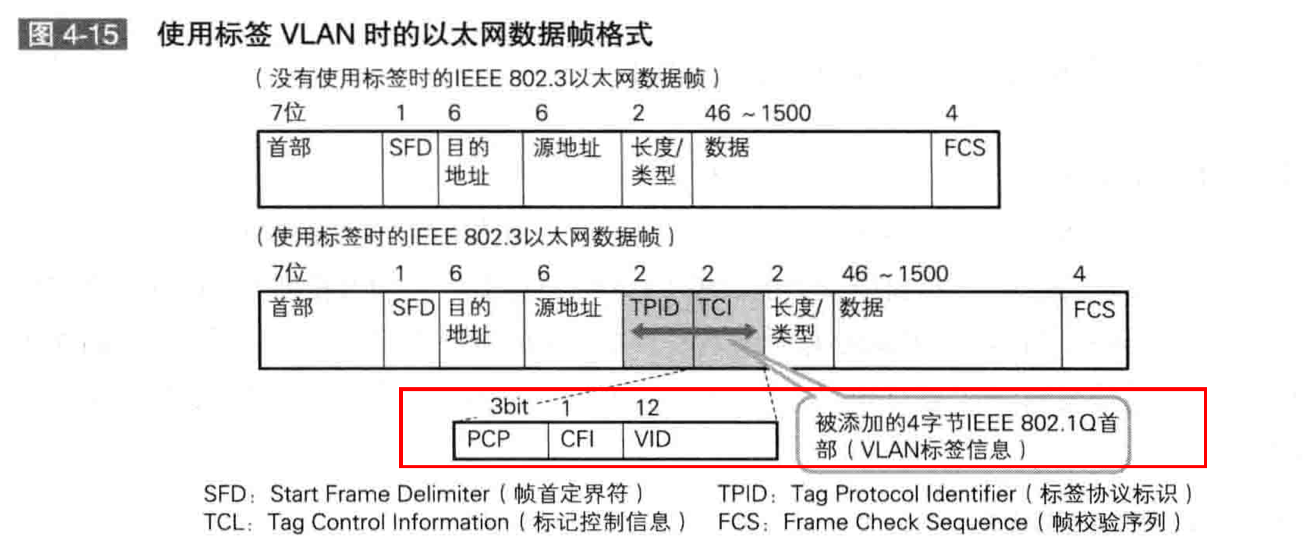 图 4-15 使用标签 VLAN 时的以太网数据帧格式
(没有使用标签时的IEEE 802.3以太网数据帧)
7位 1 6 6 2 46 ~1500 4
首部 SFD 目的地址 源地址 长度/类型 数据 FCS
(使用标签时的IEEE 802.3以太网数据帧)
7位 1 6 6 2 2 2 46 ~1500 4
首部 SFD 目的地址 源地址 TPID TCI 长度/类型 数据 FCS
3bit 1 12
PCP CFI VID
被添加的4字节IEEE 802.1Q首
部(VLAN标签信息)
SFD: Start Frame Delimiter(帧首定界符) TPID: Tag Protocol Identifier(标签协议标识)
TCL: Tag Control Information(标记控制信息) FCS: Frame Check Sequence(帧校验序列)